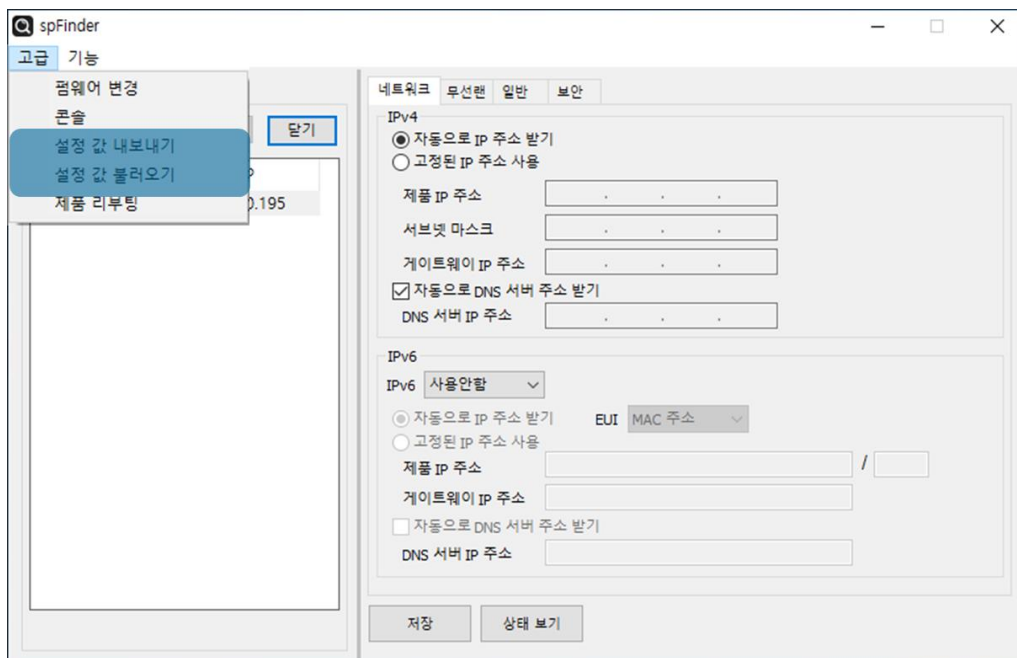 spFinder
고급 기능
펌웨어 변경
콘솔
설정 값 내보내기
설정 값 불러오기
제품 리부팅
닫기
0.195
네트워크 무선랜 일반 보안
IPv4
자동으로 IP 주소 받기
고정된 IP 주소 사용
제품 IP 주소 . . .
서브넷 마스크 . . .
게이트웨이 IP 주소 . . .
자동으로 DNS 서버 주소 받기
DNS 서버 IP 주소 . . .
IPv6
IPv6 사용안함
자동으로 IP 주소 받기 EUI MAC 주소
고정된 IP 주소 사용
제품 IP 주소 /
게이트웨이 IP 주소
자동으로 DNS 서버 주소 받기
DNS 서버 IP 주소
저장 상태 보기